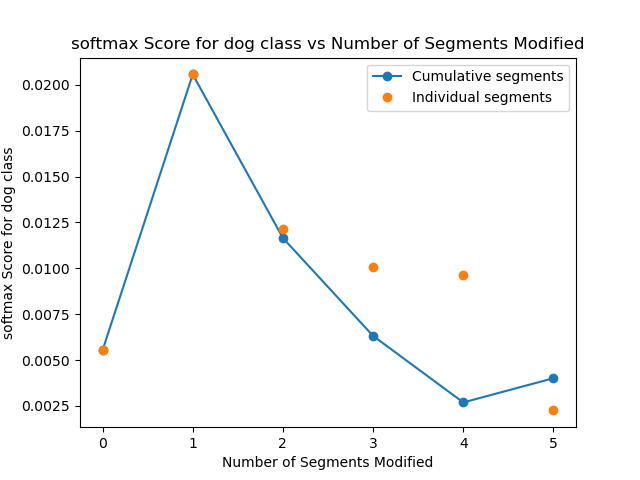 softmax Score for dog class vs Number of Segments Modified
Cumulative segments
Individual segments
softmax Score for dog class
0.0200
0.0175
0.0150
0.0125
0.0100
0.0075
0.0050
0.0025
0 1 2 3 4 5
Number of Segments Modified